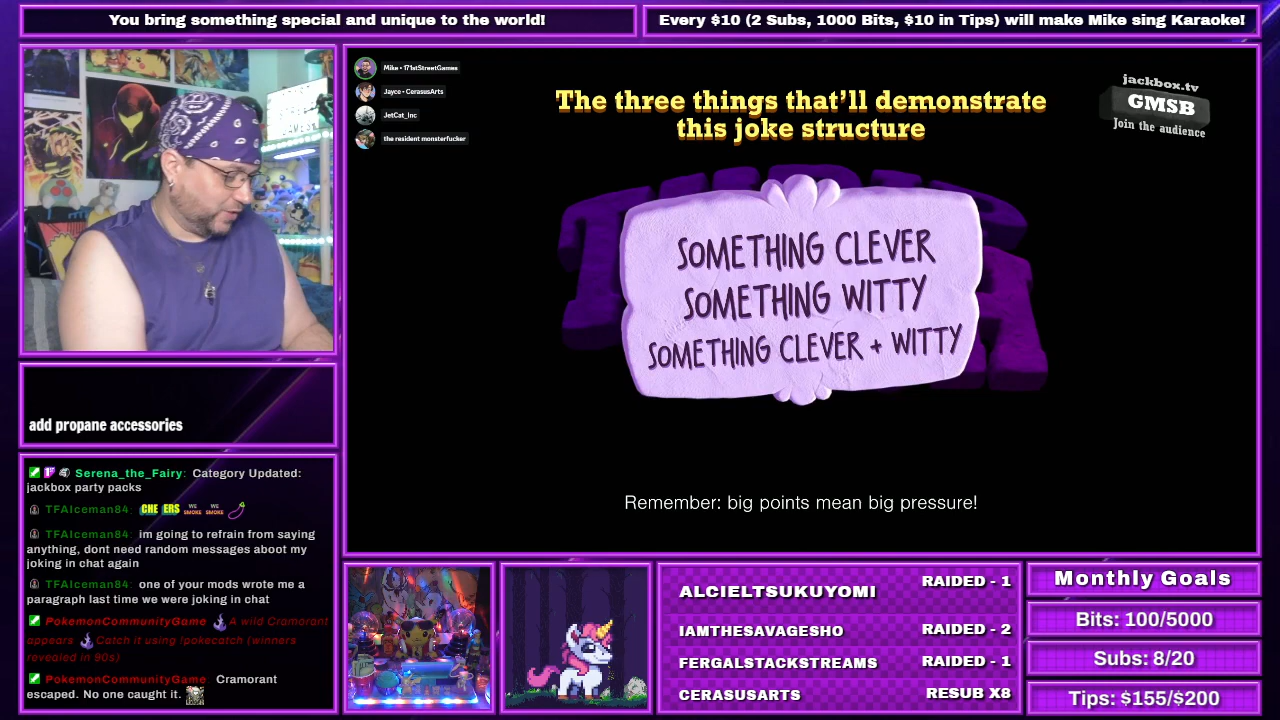 You bring something special and unique to the world!
Every $10 (2 Subs, 1000 Bits, $10 in Tips) will make Mike sing Karaoke!
Mike • 171stStreetGames
Jayce • CerasusArts
JetCat_Inc
the resident monsterfucker
The three things that'll demonstrate
this joke structure
jackbox.tv
GMSB
Join the audience
SOMETHING CLEVER
SOMETHING WITTY
SOMETHING CLEVER + WITTY
Remember: big points mean big pressure!
add propane accessories
Serena_the_Fairy: Category Updated:
jackbox party packs
TFAIceman84: CHEERS WE SMOKE WE SMOKE
TFAIceman84: im going to refrain from saying
anything, dont need random messages aboot my
joking in chat again
TFAIceman84: one of your mods wrote me a
paragraph last time we were joking in chat
PokemonCommunityGame A wild Cramorant
appears Catch it using !pokecatch (winners
revealed in 90s)
PokemonCommunityGame Cramorant
escaped. No one caught it.
ALCIELTSUKUYOMI RAIDED - 1
IAMTHESAVAGESHO RAIDED - 2
FERGALSTACKSTREAMS RAIDED - 1
CERASUSARTS RESUB X8
Monthly Goals
Bits: 100/5000
Subs: 8/20
Tips: $155/$200